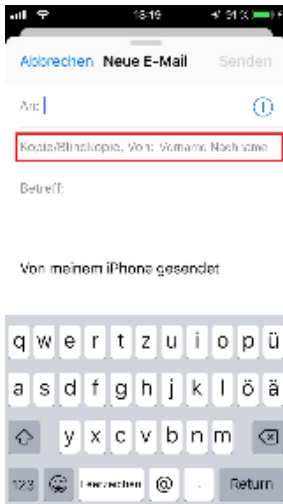 18:19 91 %
Abbrechen Neue E-Mail Senden
An:
Kopie/Blindkopie, Von: Vorname Nachname
Betreff:
Von meinem iPhone gesendet
q w e r t z u i o p ü
a s d f g h j k l ö ä
y x c v b n m
123 Leerzeichen @ . Return